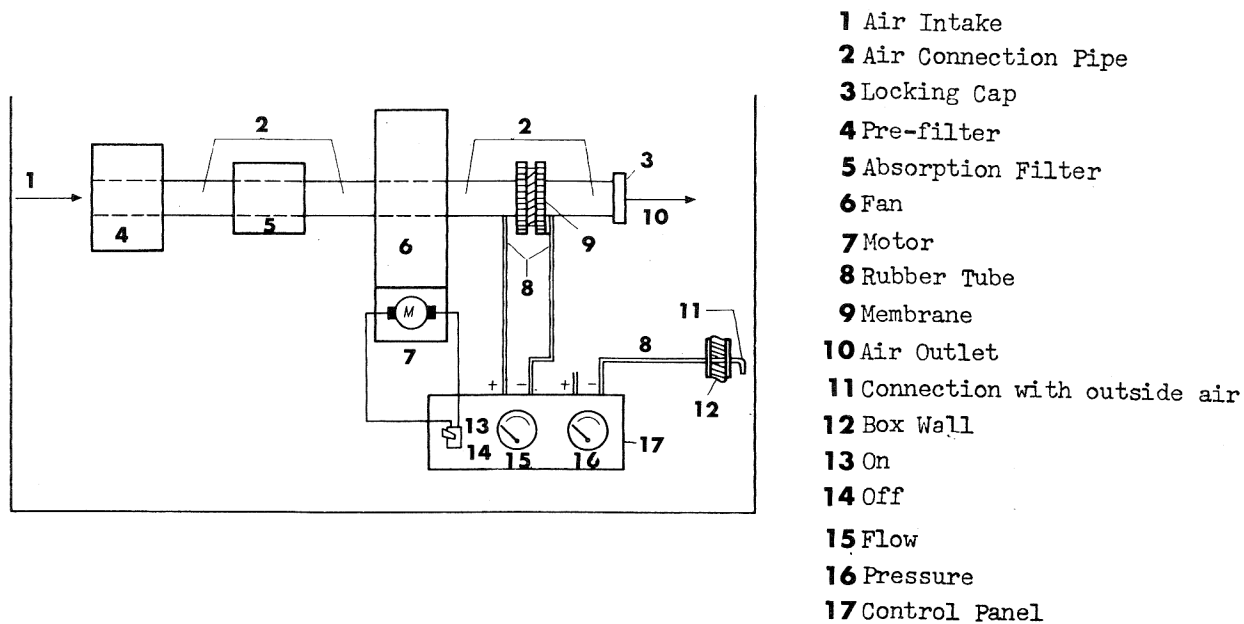 1 Air Intake
2 Air Connection Pipe
3 Locking Cap
4 Pre-filter
5 Absorption Filter
6 Fan
7 Motor
8 Rubber Tube
9 Membrane
10 Air Outlet
11 Connection with outside air
12 Box Wall
13 On
14 Off
15 Flow
16 Pressure
17 Control Panel
2
2
3
1
10
4
5
6
9
8
M
11
7
8
+ - + -
12
13
14
15
16
17